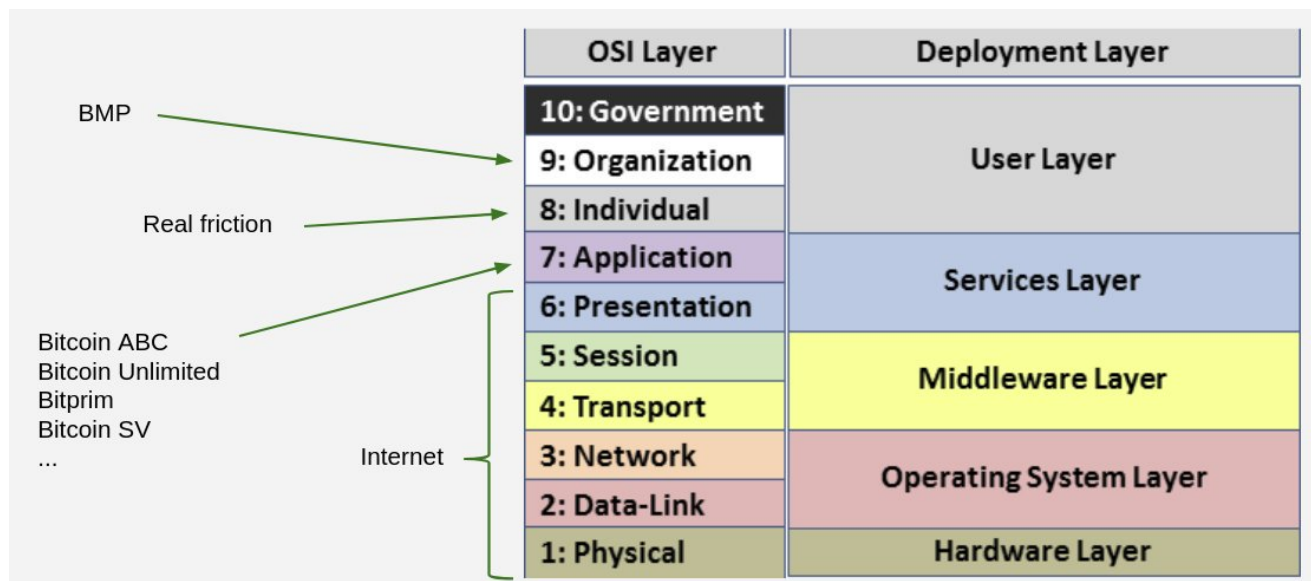 OSI Layer
Deployment Layer
BMP
10: Government
9: Organization
User Layer
Real friction
8: Individual
7: Application
Services Layer
6: Presentation
Bitcoin ABC
Bitcoin Unlimited
Bitprim
Bitcoin SV
...
5: Session
Middleware Layer
4: Transport
Internet
3: Network
Operating System Layer
2: Data-Link
1: Physical
Hardware Layer